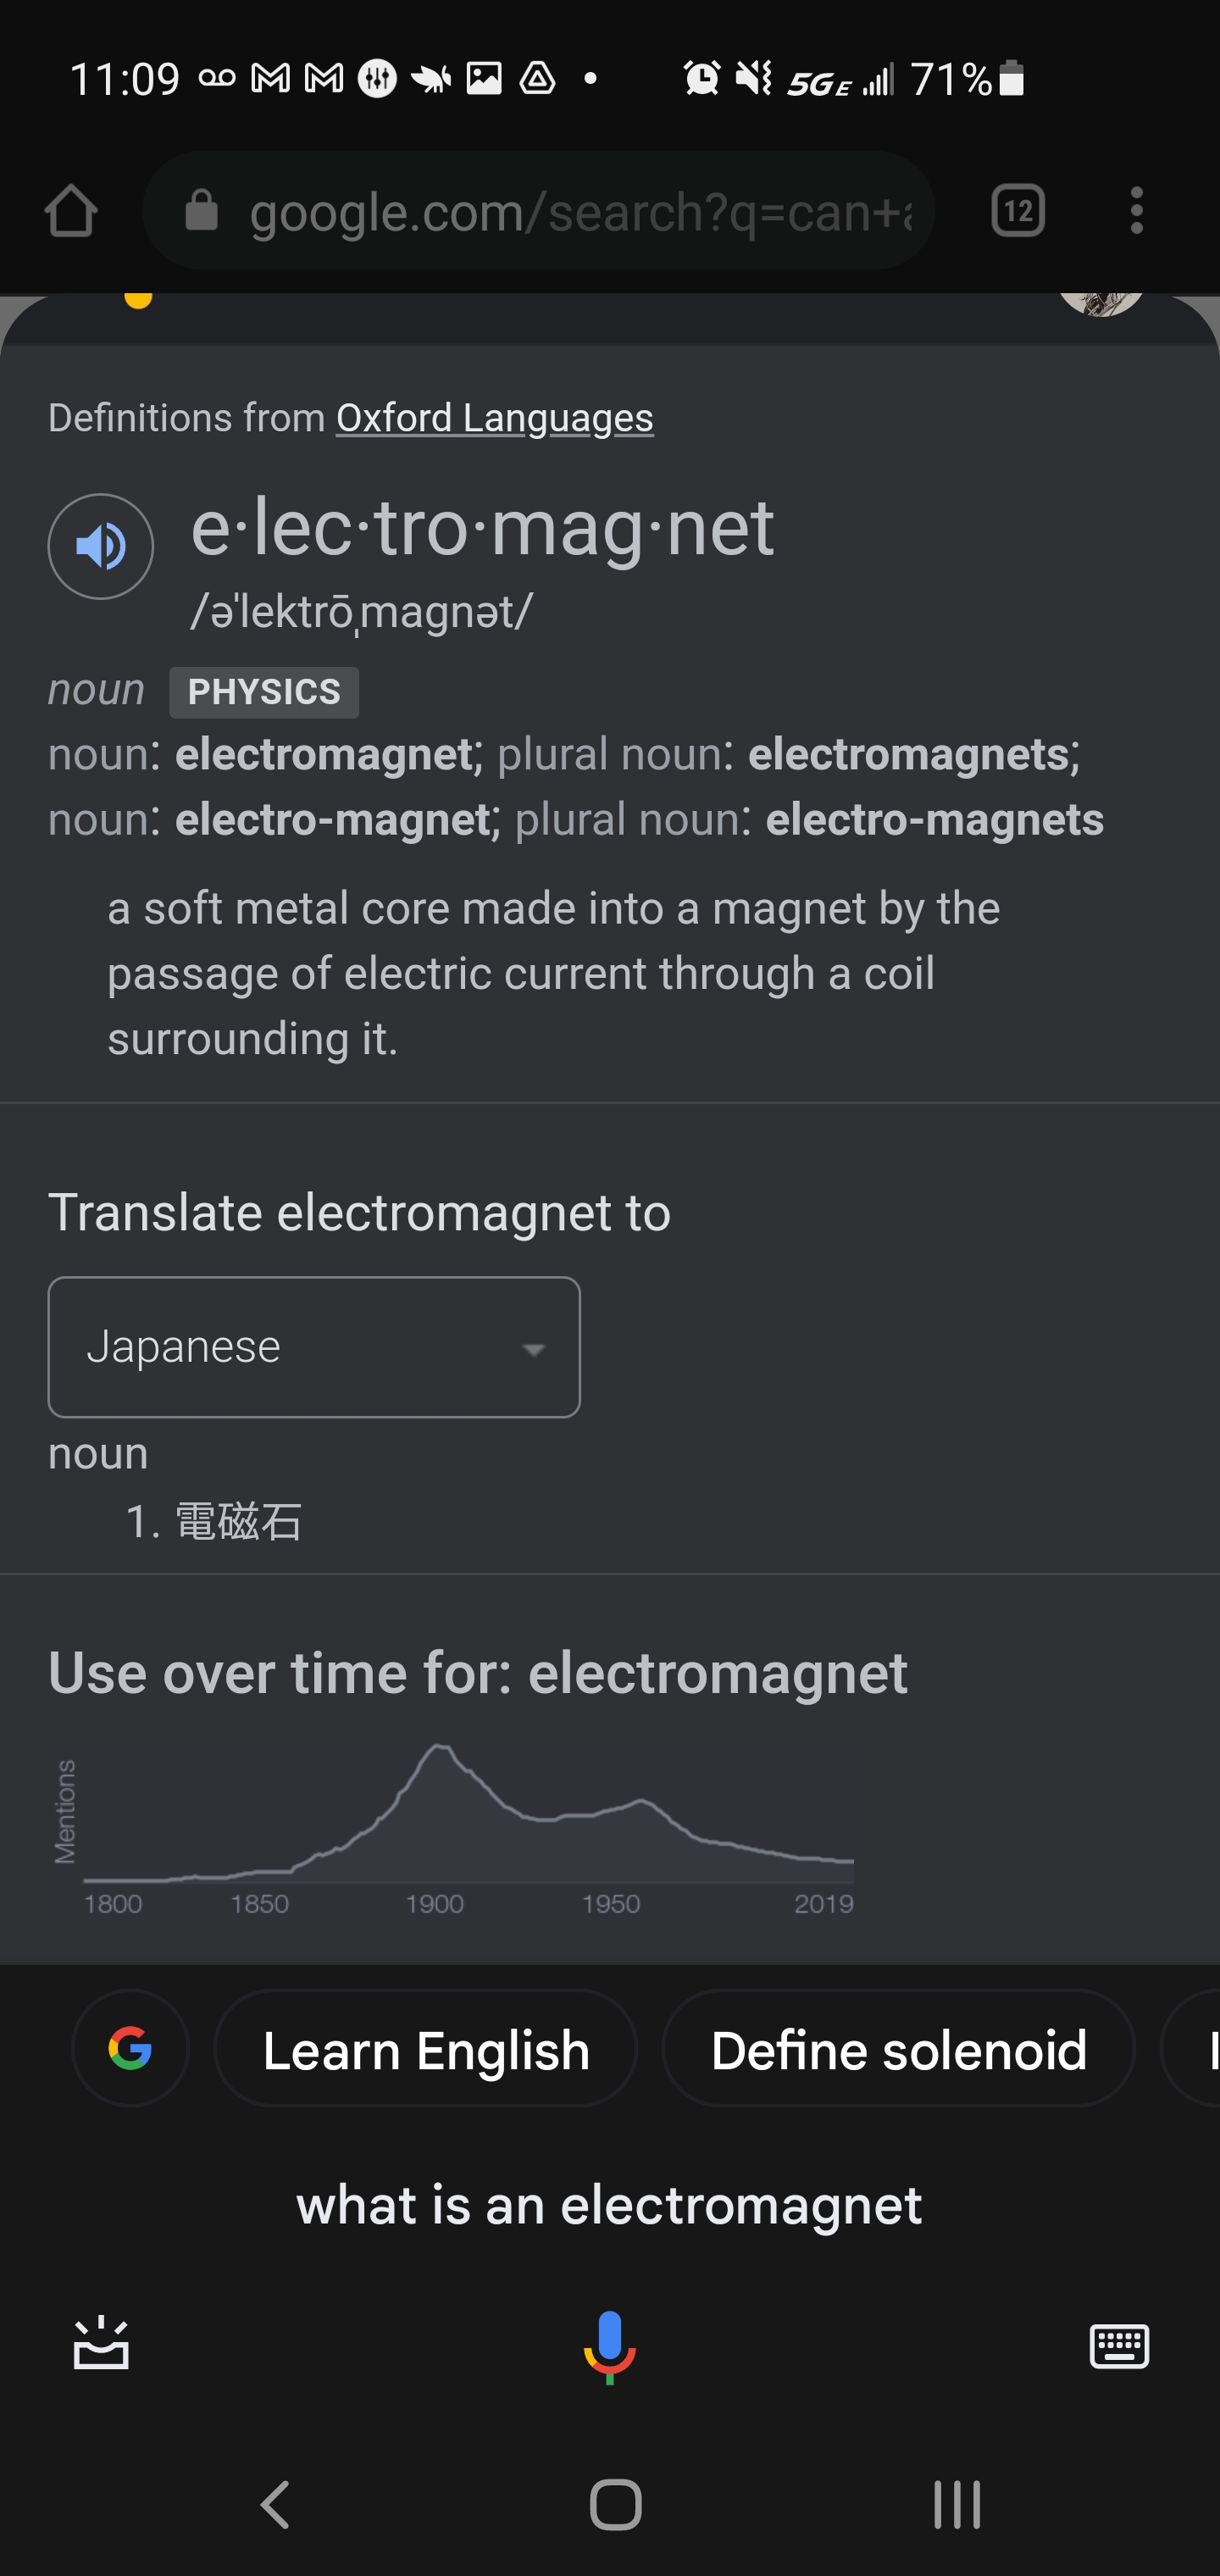 11:09 5GE 71%
google.com/search?q=can+
12
Definitions from Oxford Languages
e·lec·tro·mag·net
/əˈlektrōˌmagnət/
noun PHYSICS
noun: electromagnet; plural noun: electromagnets;
noun: electro-magnet; plural noun: electro-magnets
a soft metal core made into a magnet by the
passage of electric current through a coil
surrounding it.
Translate electromagnet to
Japanese
noun
1. 電磁石
Use over time for: electromagnet
Mentions
1800 1850 1900 1950 2019
Learn English Define solenoid
what is an electromagnet